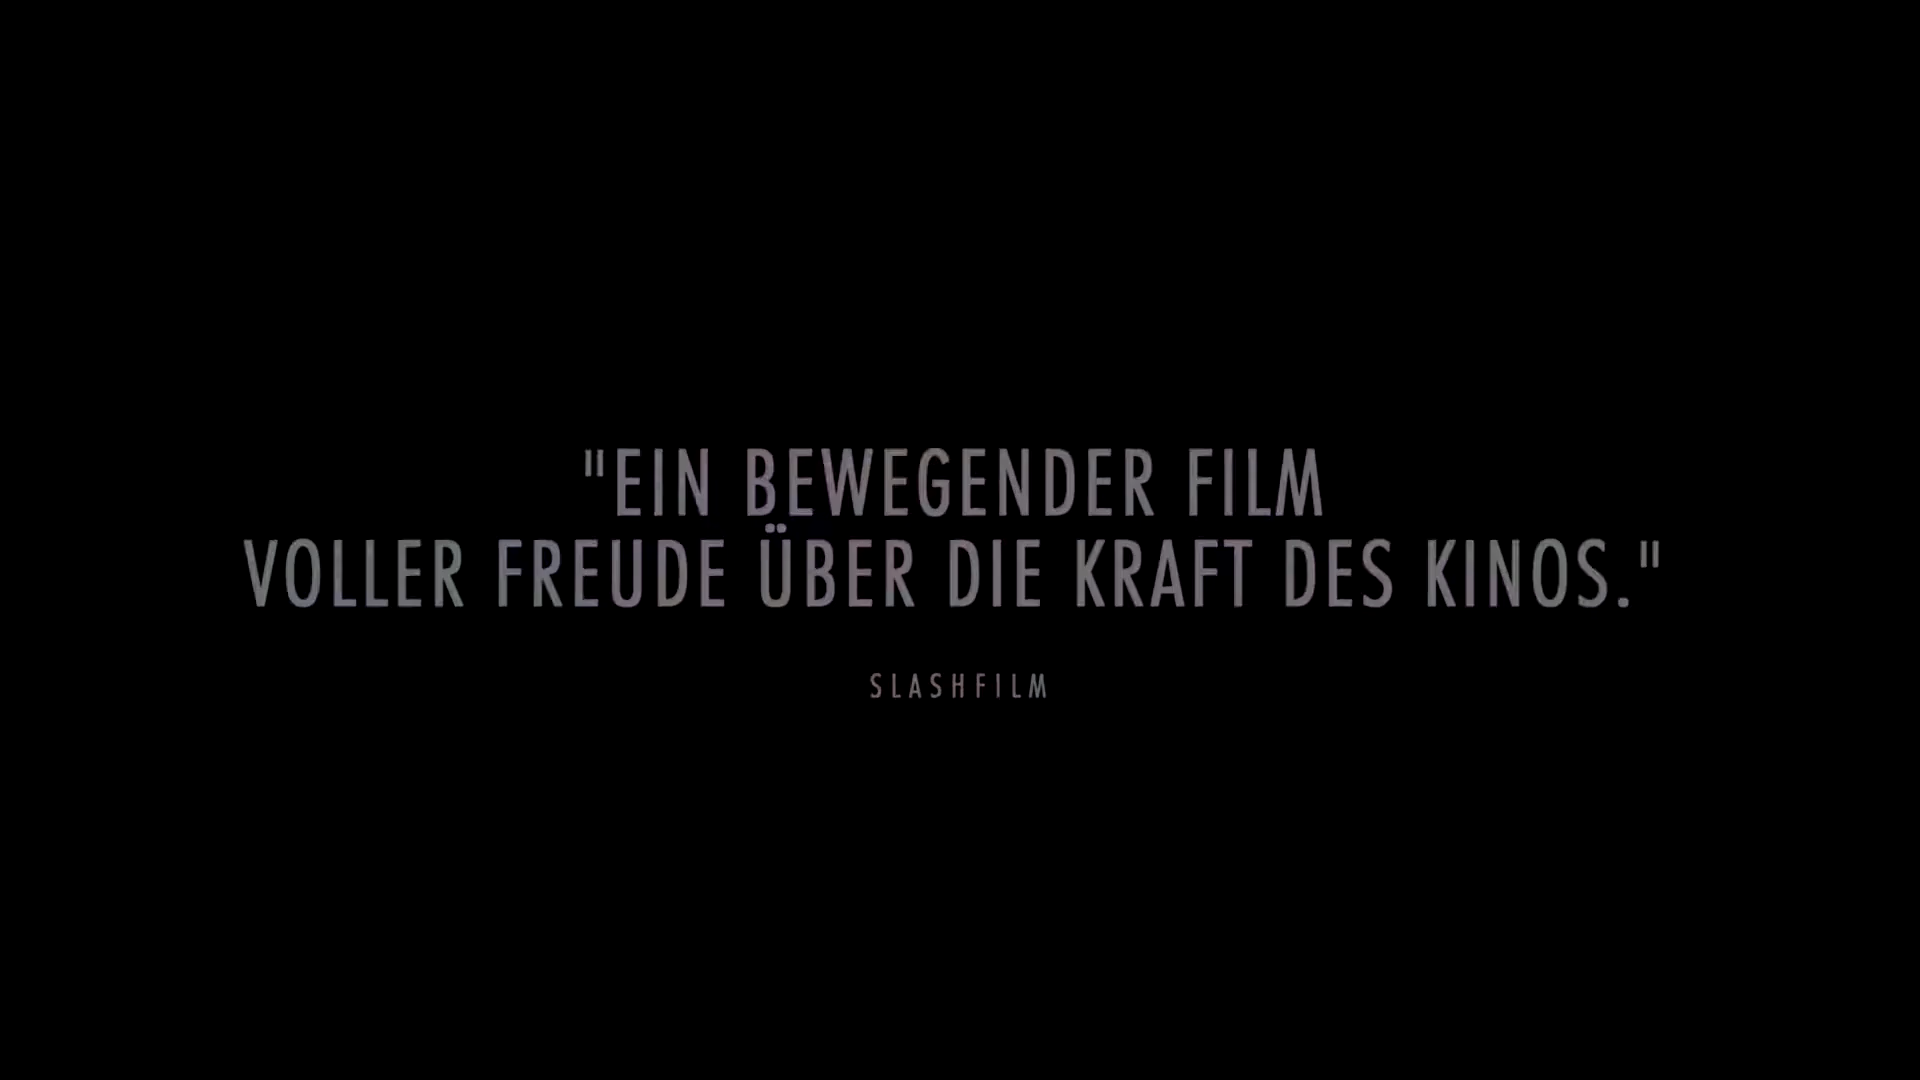 "EIN BEWEGENDER FILM
VOLLER FREUDE ÜBER DIE KRAFT DES KINOS."
SLASHFILM